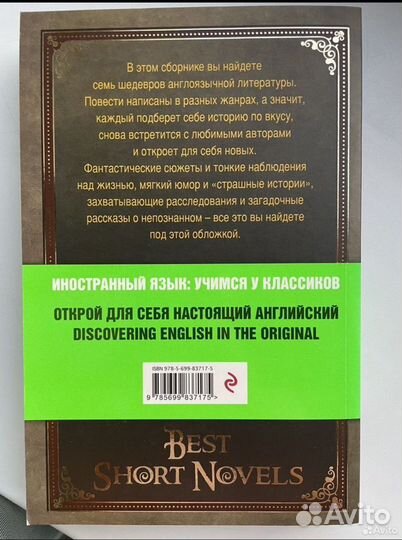 В этом сборнике вы найдете
семь шедевров англоязычной литературы.
Повести написаны в разных жанрах, а значит,
каждый подберет себе историю по вкусу,
снова встретится с любимыми авторами
и откроет для себя новых.
Фантастические сюжеты и тонкие наблюдения
над жизнью, мягкий юмор и «страшные истории»,
захватывающие расследования и загадочные
рассказы о непознанном – все это вы найдете
под этой обложкой.
ИНОСТРАННЫЙ ЯЗЫК: УЧИМСЯ У КЛАССИКОВ
ОТКРОЙ ДЛЯ СЕБЯ НАСТОЯЩИЙ АНГЛИЙСКИЙ
DISCOVERING ENGLISH IN THE ORIGINAL
ISBN 978-5-699-83717-5
9 785699 837175 >
BEST
SHORT NOVELS
Avito
Avito